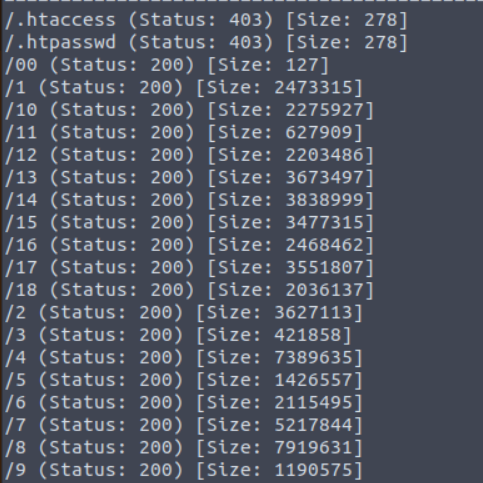 /.htaccess (Status: 403) [Size: 278]
/.htpasswd (Status: 403) [Size: 278]
/00 (Status: 200) [Size: 127]
/1 (Status: 200) [Size: 2473315]
/10 (Status: 200) [Size: 2275927]
/11 (Status: 200) [Size: 627909]
/12 (Status: 200) [Size: 2203486]
/13 (Status: 200) [Size: 3673497]
/14 (Status: 200) [Size: 3838999]
/15 (Status: 200) [Size: 3477315]
/16 (Status: 200) [Size: 2468462]
/17 (Status: 200) [Size: 3551807]
/18 (Status: 200) [Size: 2036137]
/2 (Status: 200) [Size: 3627113]
/3 (Status: 200) [Size: 421858]
/4 (Status: 200) [Size: 7389635]
/5 (Status: 200) [Size: 1426557]
/6 (Status: 200) [Size: 2115495]
/7 (Status: 200) [Size: 5217844]
/8 (Status: 200) [Size: 7919631]
/9 (Status: 200) [Size: 1190575]